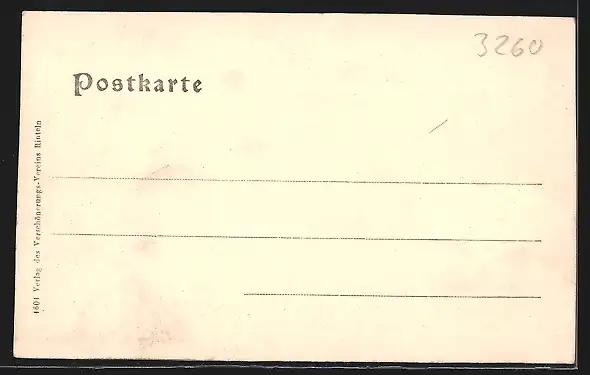 3260
Postkarte
1601 Verlag des Verschönerungs-Vereins Rinteln